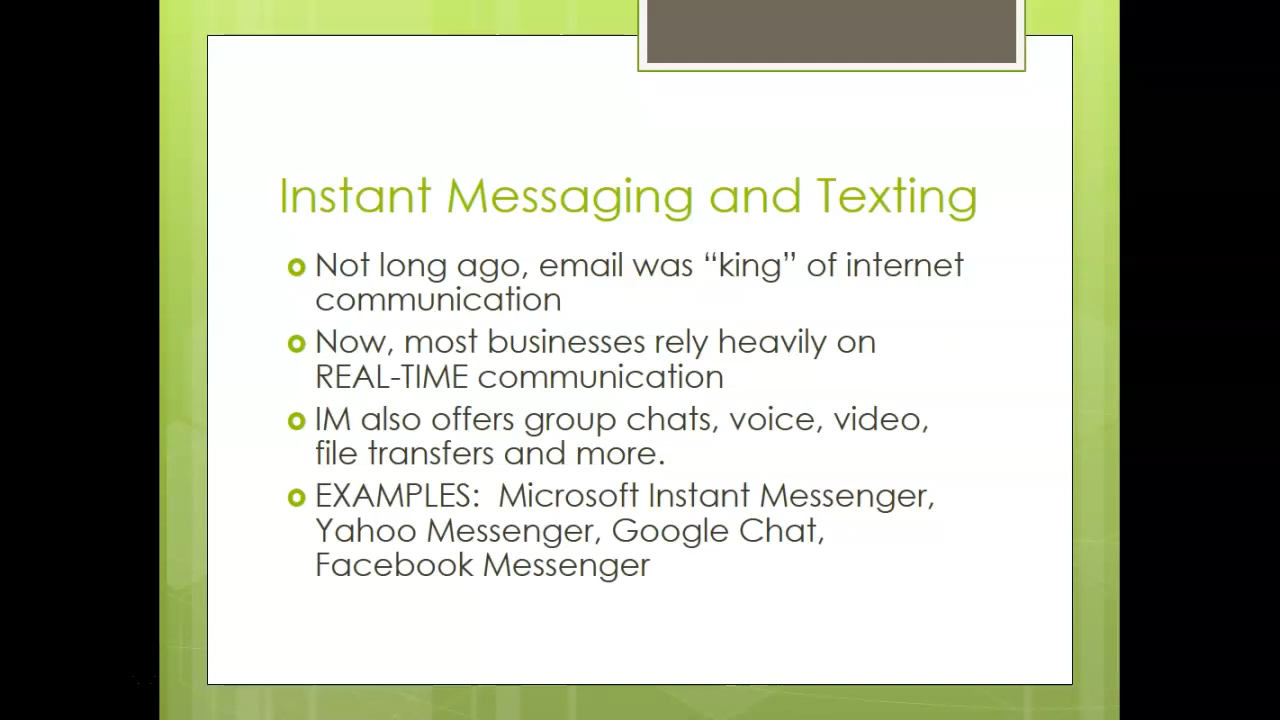 Instant Messaging and Texting
Not long ago, email was “king” of internet
communication
Now, most businesses rely heavily on
REAL-TIME communication
IM also offers group chats, voice, video,
file transfers and more.
EXAMPLES:  Microsoft Instant Messenger,
Yahoo Messenger, Google Chat,
Facebook Messenger